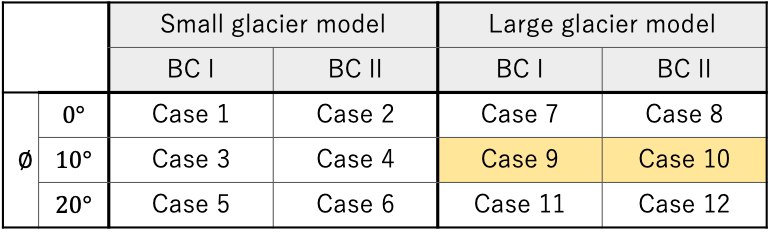 Small glacier model Large glacier model
BC I BC II BC I BC II
0° Case 1 Case 2 Case 7 Case 8
ø 10° Case 3 Case 4 Case 9 Case 10
20° Case 5 Case 6 Case 11 Case 12